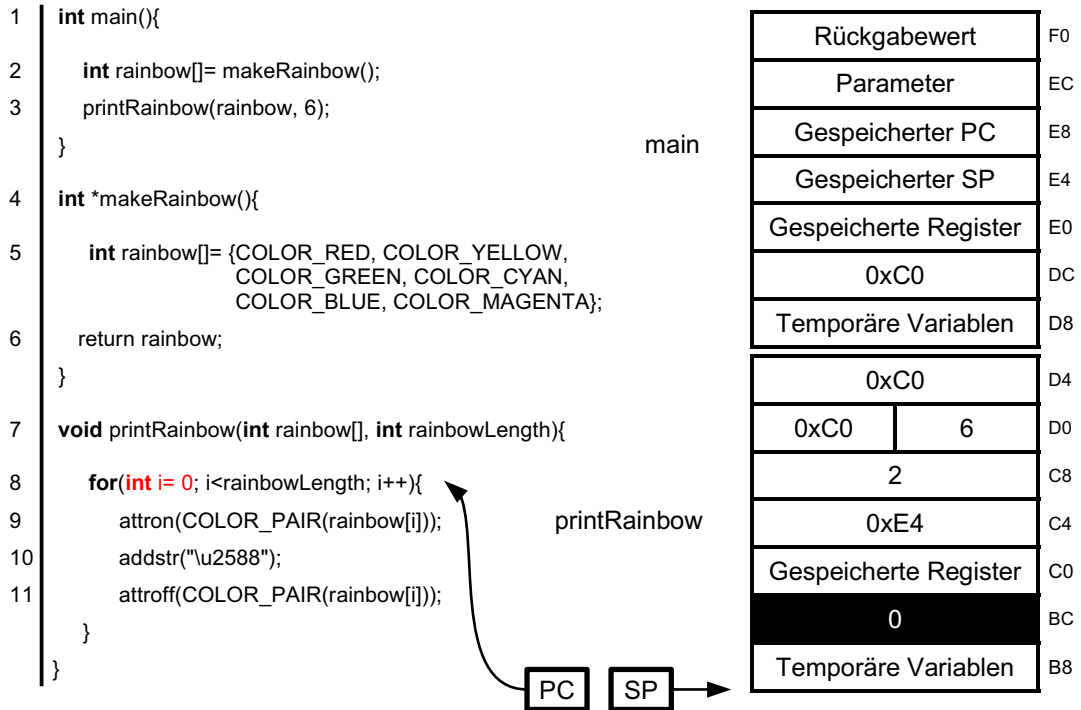 1 int main(){
2 int rainbow[]= makeRainbow();
3 printRainbow(rainbow, 6);
}
4 int *makeRainbow(){
5 int rainbow[]= {COLOR_RED, COLOR_YELLOW,
COLOR_GREEN, COLOR_CYAN,
COLOR_BLUE, COLOR_MAGENTA};
6 return rainbow;
}
7 void printRainbow(int rainbow[], int rainbowLength){
8 for(int i= 0; i<rainbowLength; i++){
9 attron(COLOR_PAIR(rainbow[i]));
10 addstr("\u2588");
11 attroff(COLOR_PAIR(rainbow[i]));
}
}
PC SP
main
Rückgabewert F0
Parameter EC
Gespeicherter PC E8
Gespeicherter SP E4
Gespeicherte Register E0
0xC0 DC
Temporäre Variablen D8
printRainbow
0xC0 D4
0xC0 6 D0
2 C8
0xE4 C4
Gespeicherte Register C0
0 BC
Temporäre Variablen B8